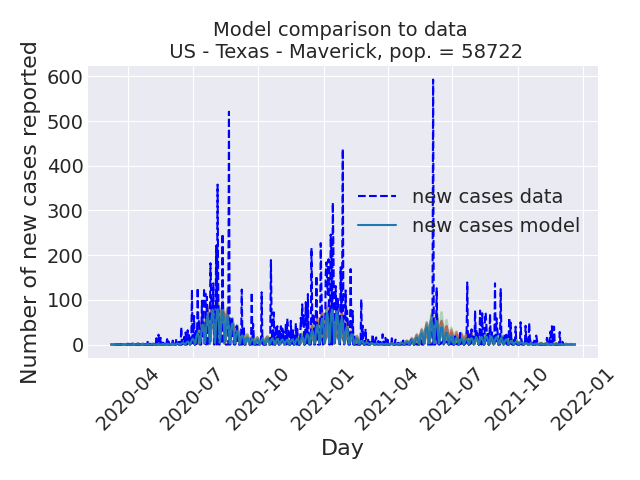 Model comparison to data
US - Texas - Maverick, pop. = 58722
Number of new cases reported
600
500
400
300
200
100
0
new cases data
new cases model
2020-04
2020-07
2020-10
2021-01
2021-04
2021-07
2021-10
2022-01
Day